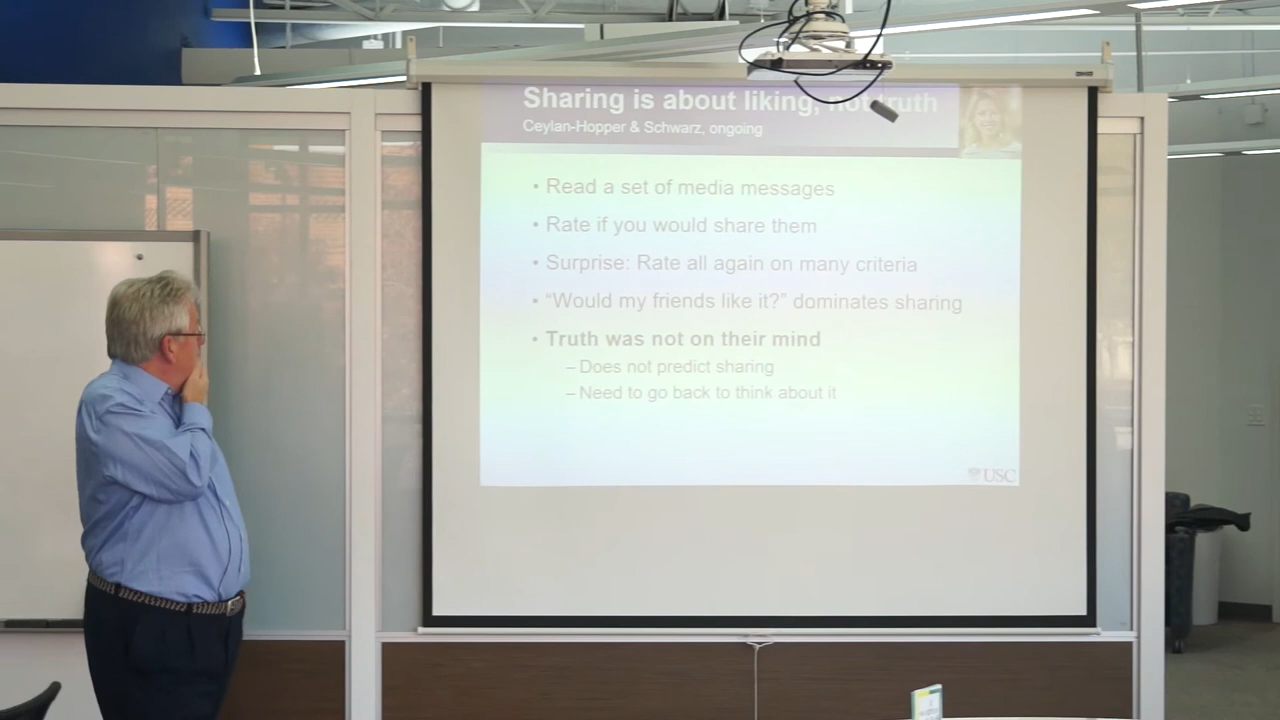 Sharing is about liking, not truth
Ceylan-Hopper & Schwarz, ongoing
• Read a set of media messages
• Rate if you would share them
• Surprise: Rate all again on many criteria
• “Would my friends like it?” dominates sharing
• Truth was not on their mind
– Does not predict sharing
– Need to go back to think about it
USC